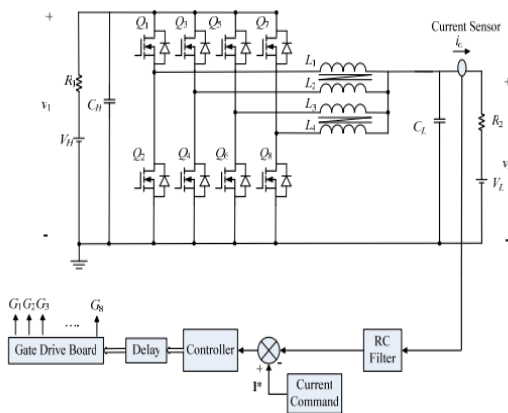 +
Q1
Q3
Q5
Q7
Current Sensor
ic
R1
CH
v1
VH
L1
L2
L3
L4
CL
+
R2
v
VL
Q2
Q4
Q6
Q8
-
-
G1 G2 G3 .... G8
Gate Drive Board
Delay
Controller
+
-
I*
RC
Filter
Current
Command